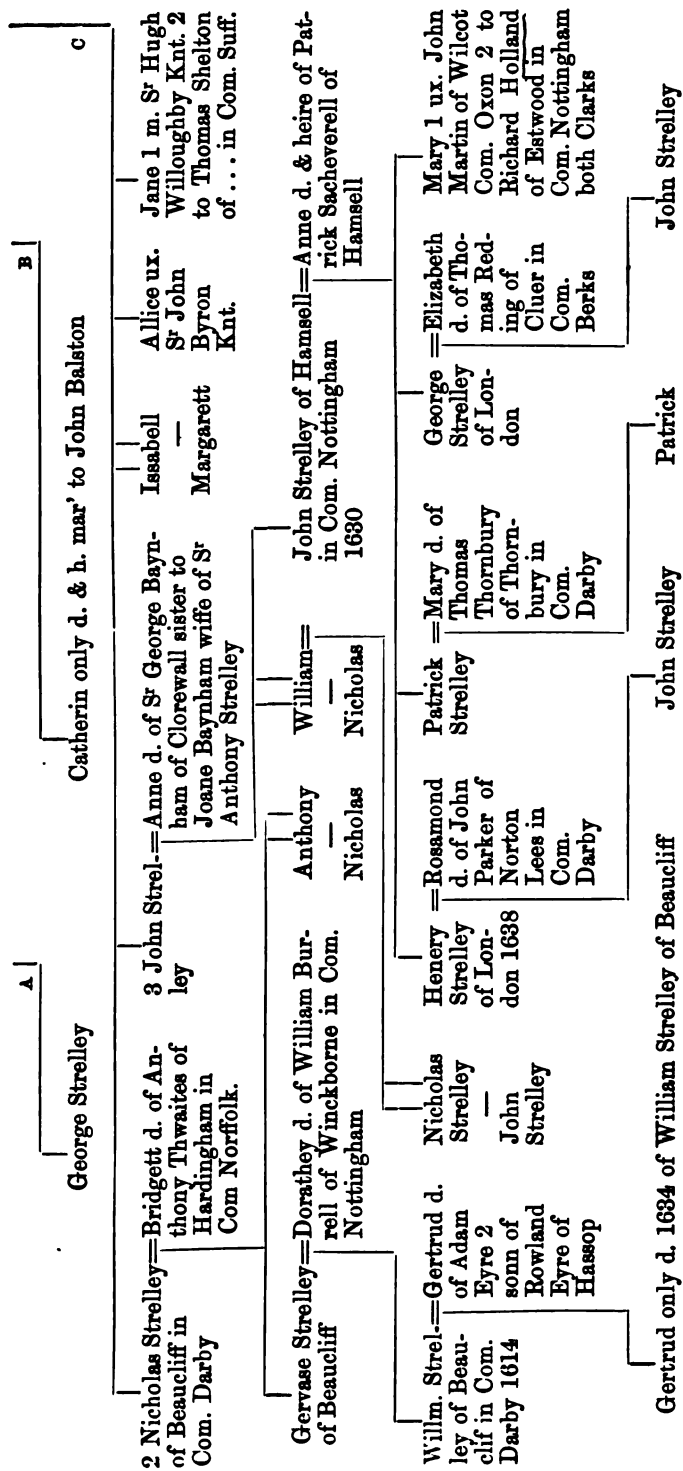 A
B
C
George Strelley
Catherin only d. & h. mar' to John Balston
2 Nicholas Strelley=Bridgett d. of An-
of Beaucliff in thony Thwaites of
Com. Darby Hardingham in
Com Norffolk.
3 John Strel-=Anne d. of Sr George Bayn-
ley ham of Clorewall sister to
Joane Baynham wiffe of Sr
Anthony Strelley
Issabell
—
Margarett
Allice ux.
Sr John
Byron
Knt.
Jane 1 m. Sr Hugh
Willoughby Knt. 2
to Thomas Shelton
of ... in Com. Suff.
Gervase Strelley=Dorathey d. of William Bur-
of Beaucliff rell of Winckborne in Com.
Nottingham
Anthony
—
Nicholas
William=
—
Nicholas
John Strelley of Hamsell=Anne d. & heire of Pat-
in Com. Nottingham rick Sacheverell of
1630 Hamsell
Willm. Strel-=Gertrud d.
ley of Beau- of Adam
clif in Com. Eyre 2
Darby 1614 sonn of
Rowland
Eyre of
Hassop
Nicholas
Strelley
—
John
Strelley
Henery =Rosamond
Strelley d. of John
of Lon- Parker of
don 1638 Norton
Lees in
Com.
Darby
Patrick =Mary d. of
Strelley Thomas
Thornbury
of Thorn-
bury in
Com.
Darby
George =Elizabeth
Strelley d. of Tho-
of Lon- mas Red-
don ing of
Cluer in
Com.
Berks
Mary 1 ux. John
Martin of Wilcot
Com. Oxon 2 to
Richard Holland
of Estwood in
Com. Nottingham
both Clarks
Gertrud only d. 1634 of William Strelley of Beaucliff
John Strelley
Patrick
John Strelley